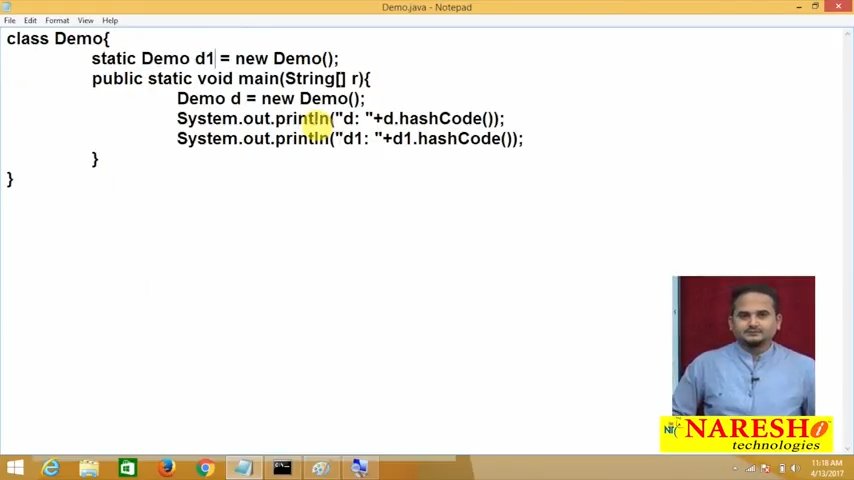 Demo.java - Notepad
File Edit Format View Help
class Demo{
static Demo d1 = new Demo();
public static void main(String[] r){
Demo d = new Demo();
System.out.println("d: "+d.hashCode());
System.out.println("d1: "+d1.hashCode());
}
}
NiT NARESH i
technologies
11:18 AM
4/13/2017